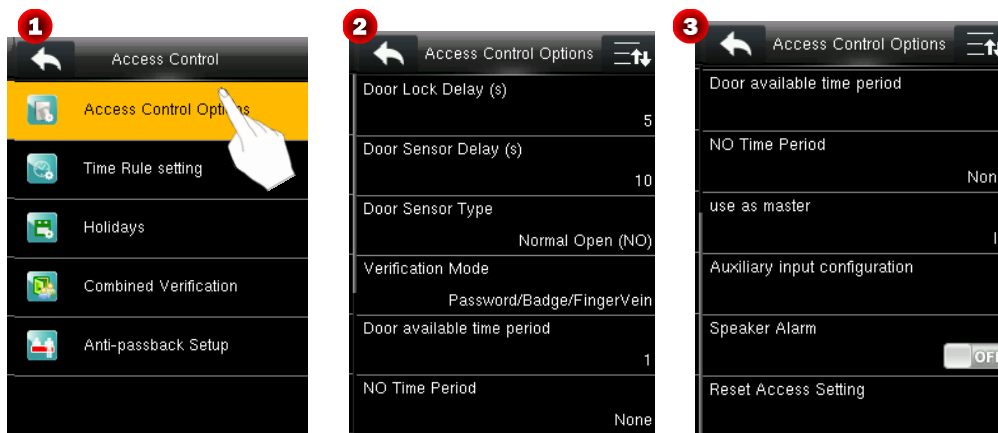 1
Access Control
Access Control Options
Time Rule setting
Holidays
Combined Verification
Anti-passback Setup
2
Access Control Options
Door Lock Delay (s)
5
Door Sensor Delay (s)
10
Door Sensor Type
Normal Open (NO)
Verification Mode
Password/Badge/FingerVein
Door available time period
1
NO Time Period
None
3
Access Control Options
Door available time period
NO Time Period
Non
use as master
I
Auxiliary input configuration
Speaker Alarm
OF
Reset Access Setting